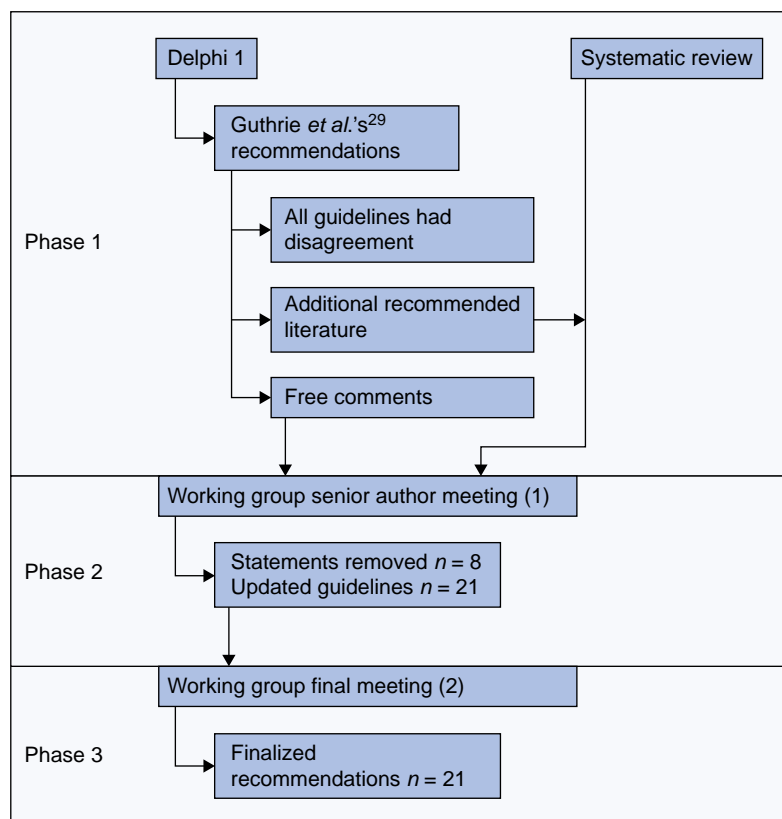 Delphi 1
Systematic review
Guthrie et al.'s29
recommendations
All guidelines had
disagreement
Phase 1
Additional recommended
literature
Free comments
Working group senior author meeting (1)
Phase 2
Statements removed n = 8
Updated guidelines n = 21
Working group final meeting (2)
Phase 3
Finalized
recommendations n = 21